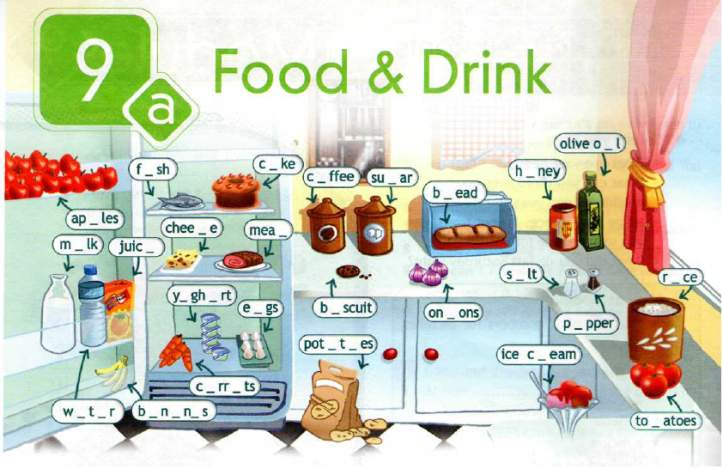 9
a
Food & Drink
olive o _ l
f _ sh
c _ ke
c _ ffee
su _ ar
h _ ney
b _ ead
ap _ les
chee _ e
mea _
m _ lk
juic _
s _ lt
r _ ce
y _ gh _ rt
e _ gs
b _ scuit
on _ ons
p _ pper
pot _ t _ es
ice c _ eam
c _ rr _ ts
w _ t _ r
b _ n _ n _ s
to _ atoes